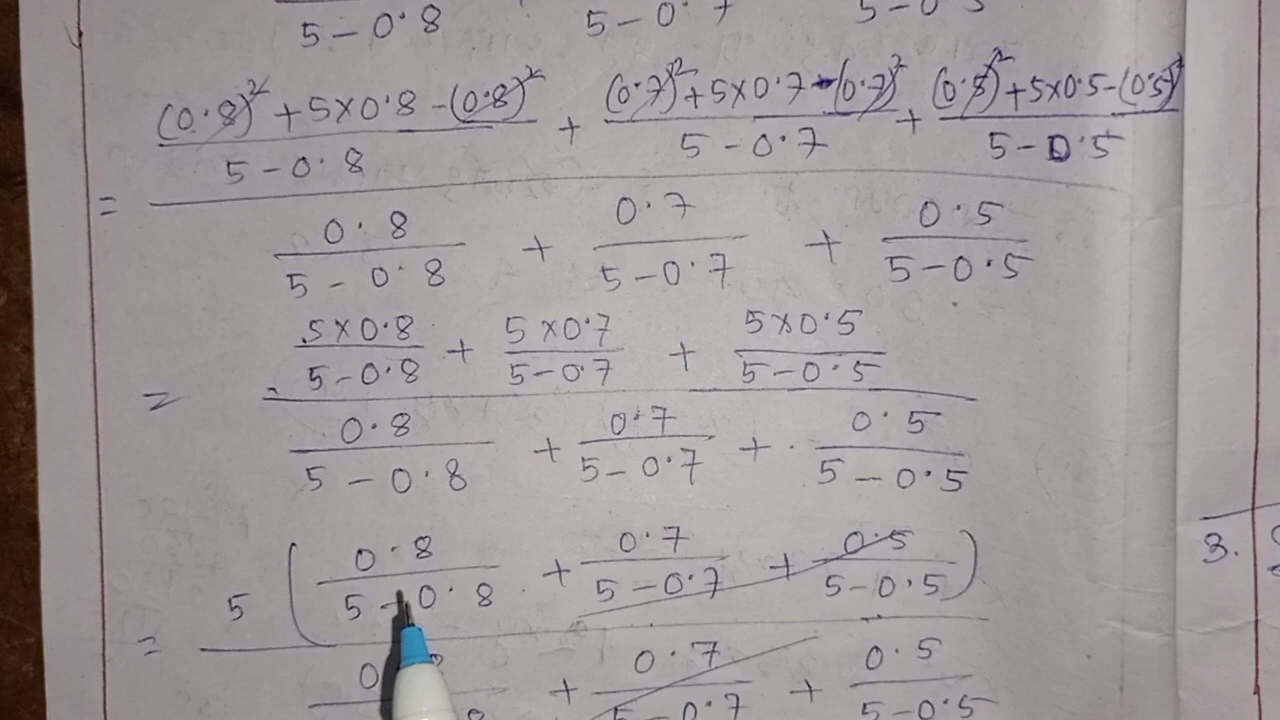 5-0.8 5-0.7 5-0.5
(0.8)² + 5×0.8 -(0.8)² + (0.7)² + 5×0.7 - (0.7)² + (0.5)² + 5×0.5 - (0.5)²
5-0.8 5-0.7 5-0.5
=
0.8 + 0.7 + 0.5
5-0.8 5-0.7 5-0.5
5×0.8 + 5×0.7 + 5×0.5
5-0.8 5-0.7 5-0.5
=
0.8 + 0.7 + 0.5
5-0.8 5-0.7 5-0.5
5 ( 0.8 + 0.7 + 0.5 )
5-0.8 5-0.7 5-0.5
3.
=
0. + 0.7 + 0.5
5-0.7 5-0.5